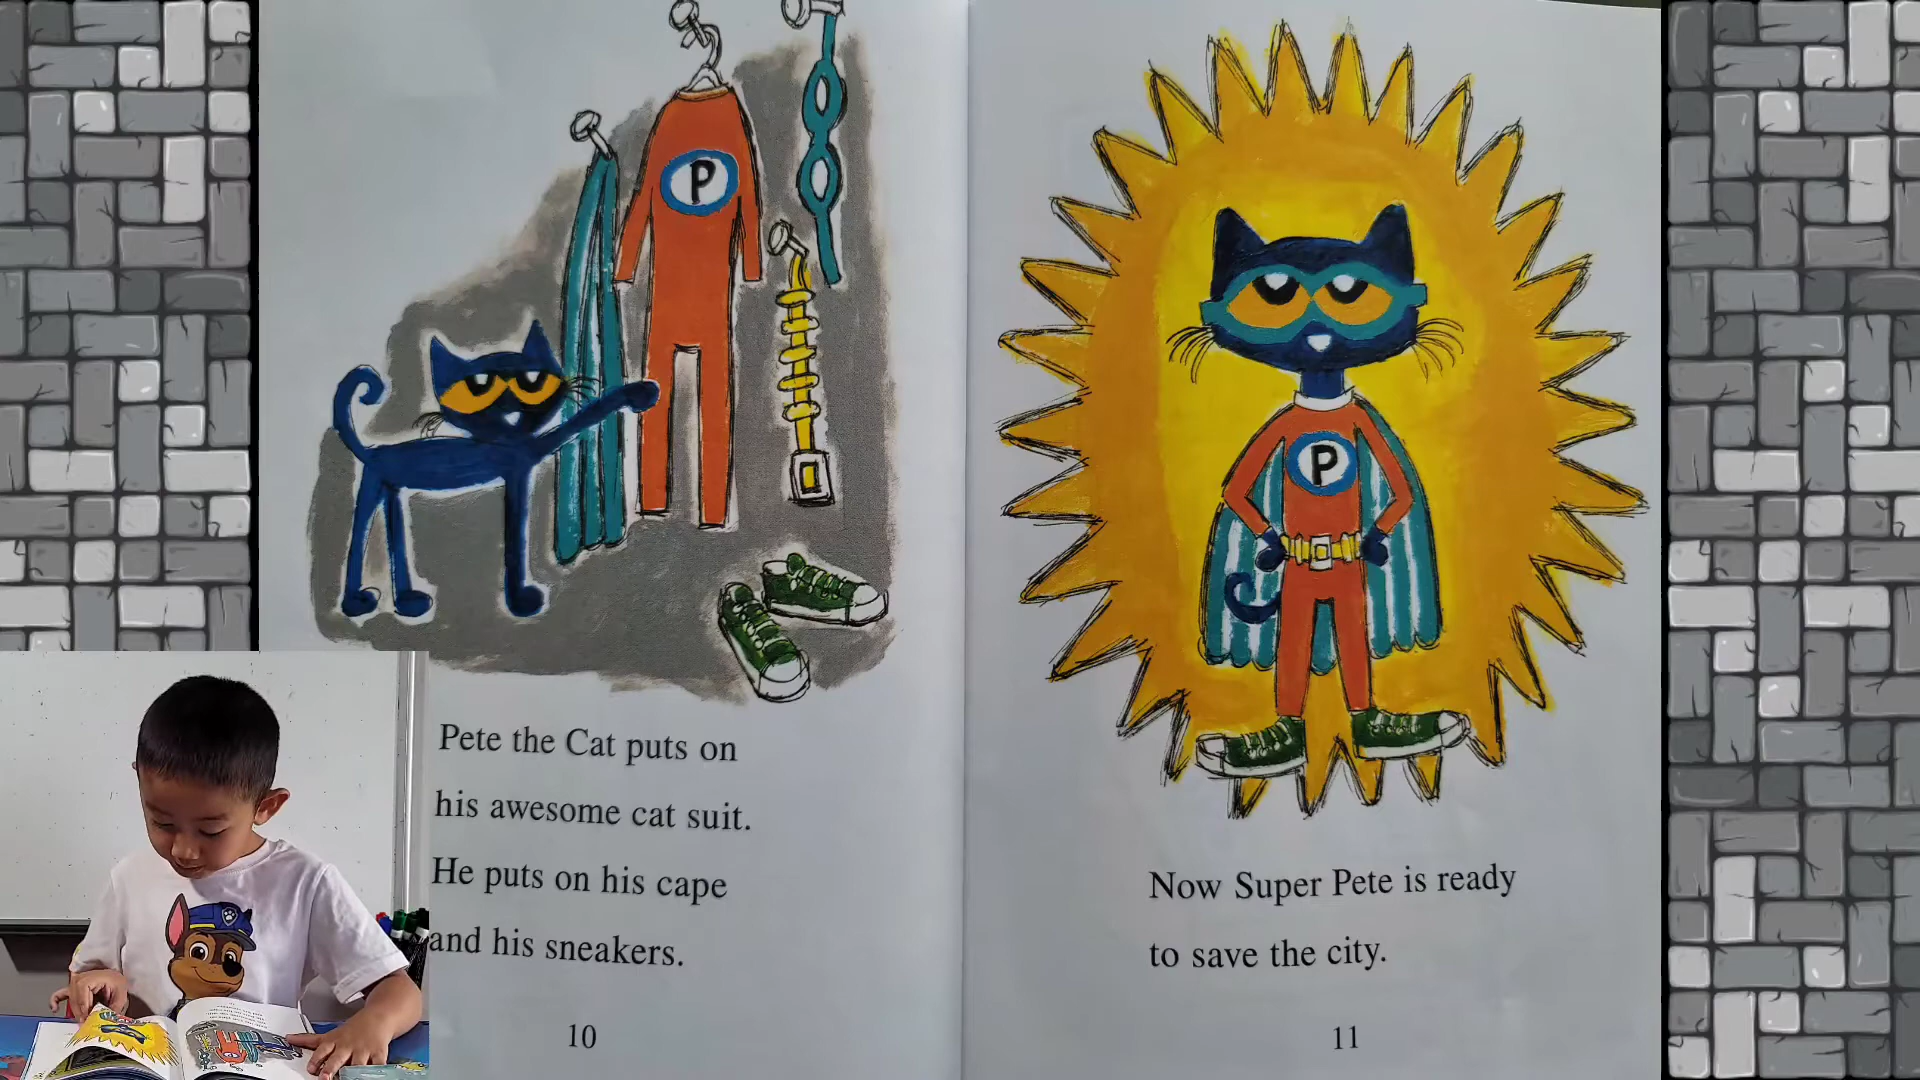 P
Pete the Cat puts on
his awesome cat suit.
He puts on his cape
and his sneakers.
10
P
Now Super Pete is ready
to save the city.
11